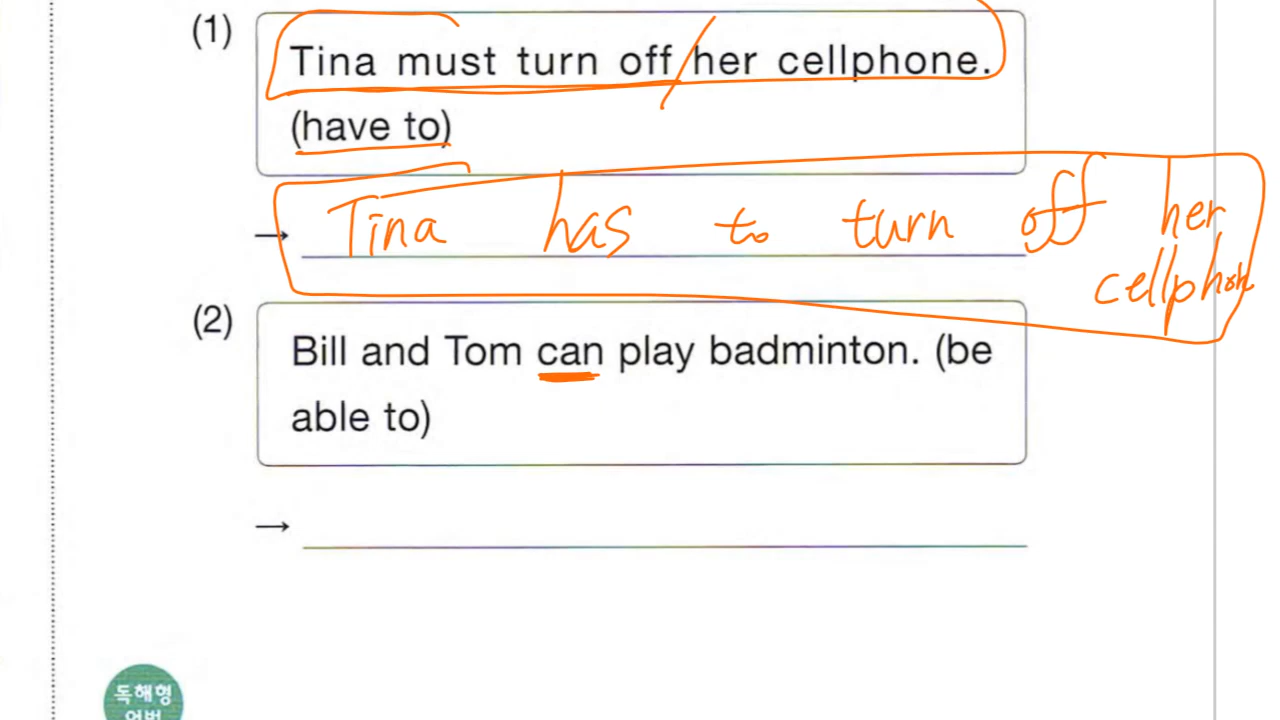 (1)
Tina must turn off her cellphone.
(have to)
→ Tina has to turn off her
(2)
Bill and Tom can play badminton. (be
able to)
→
독해형